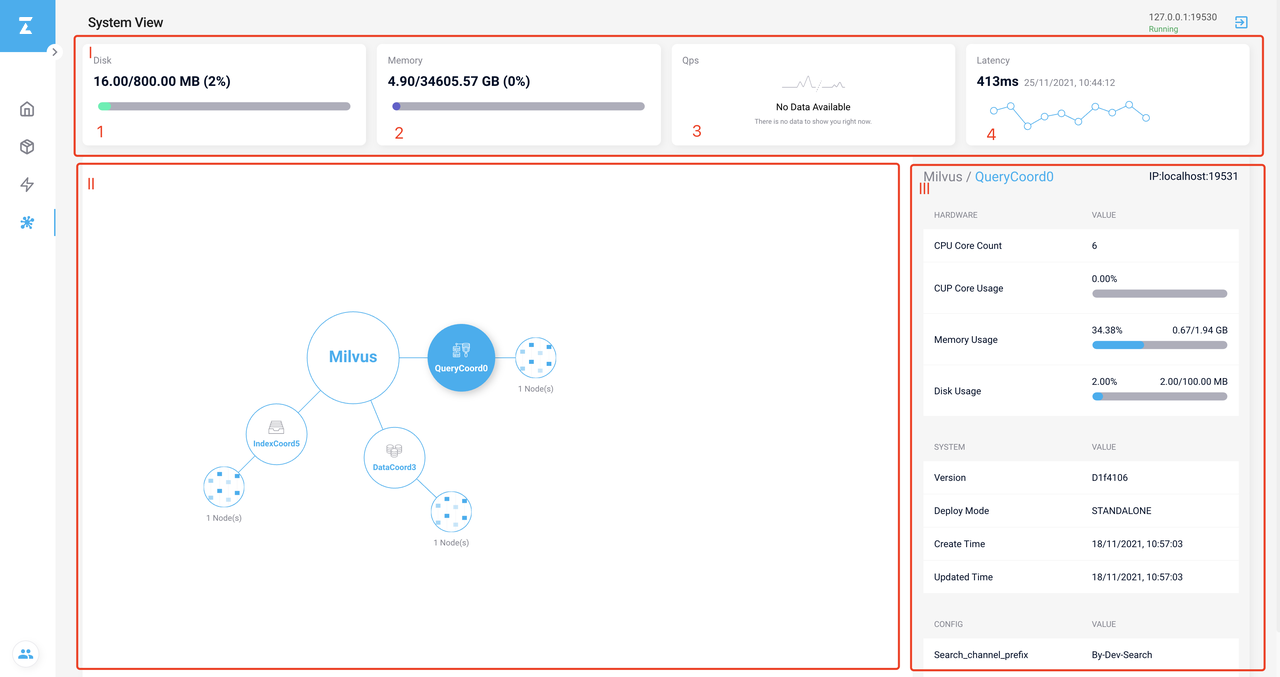 System View
127.0.0.1:19530
Running
I
Disk
16.00/800.00 MB (2%)
1
Memory
4.90/34605.57 GB (0%)
2
Qps
No Data Available
There is no data to show you right now.
3
Latency
413ms 25/11/2021, 10:44:12
4
II
Milvus
QueryCoord0
1 Node(s)
IndexCoord5
DataCoord3
1 Node(s)
1 Node(s)
Milvus / QueryCoord0 IP:localhost:19531
III
HARDWARE VALUE
CPU Core Count 6
CUP Core Usage 0.00%
Memory Usage 34.38% 0.67/1.94 GB
Disk Usage 2.00% 2.00/100.00 MB
SYSTEM VALUE
Version D1f4106
Deploy Mode STANDALONE
Create Time 18/11/2021, 10:57:03
Updated Time 18/11/2021, 10:57:03
CONFIG VALUE
Search_channel_prefix By-Dev-Search